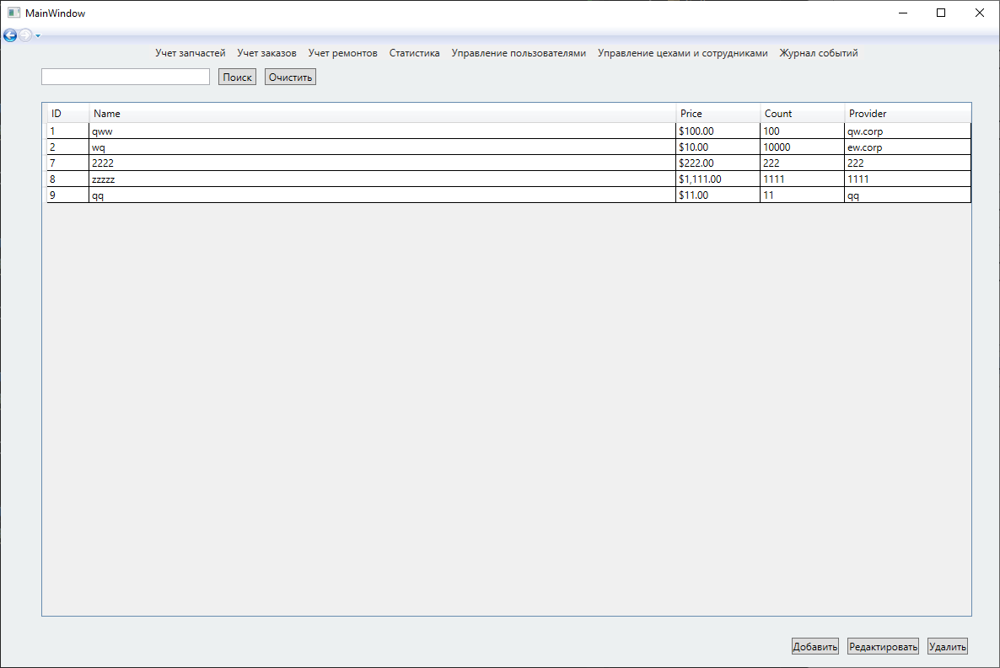 MainWindow
Учет запчастей Учет заказов Учет ремонтов Статистика Управление пользователями Управление цехами и сотрудниками Журнал событий
Поиск Очистить
ID Name Price Count Provider
1 qww $100.00 100 qw.corp
2 wq $10.00 10000 ew.corp
7 2222 $222.00 222 222
8 zzzzz $1,111.00 1111 1111
9 qq $11.00 11 qq
Добавить Редактировать Удалить